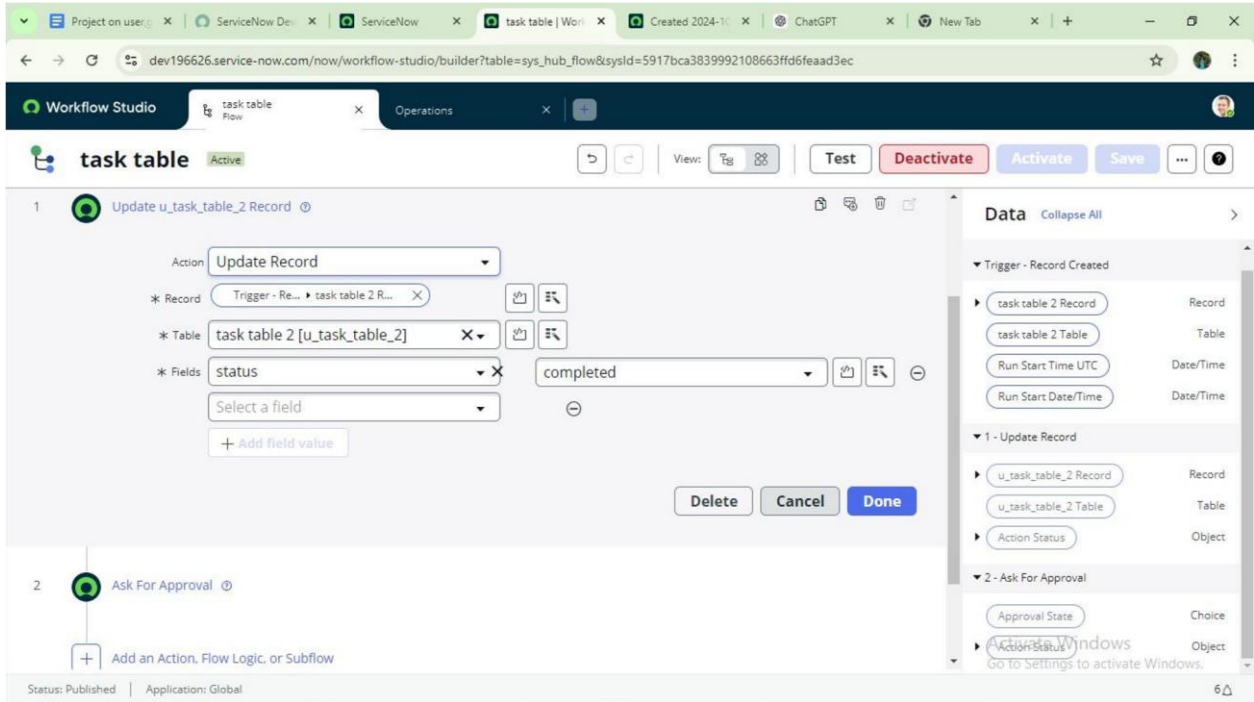 Project on user.g
ServiceNow Dev
ServiceNow
task table | Work
Created 2024-10
ChatGPT
New Tab
dev196626.service-now.com/now/workflow-studio/builder?table=sys_hub_flow&sysId=5917bca3839992108663ffd6feaad3ec
Workflow Studio
task table
Flow
Operations
task table Active
View: Test Deactivate Activate Save
1 Update u_task_table_2 Record
Action Update Record
* Record Trigger - Re... ▸ task table 2 R...
* Table task table 2 [u_task_table_2]
* Fields status completed
Select a field
+ Add field value
Delete Cancel Done
2 Ask For Approval
Add an Action, Flow Logic, or Subflow
Data Collapse All
Trigger - Record Created
task table 2 Record Record
task table 2 Table Table
Run Start Time UTC Date/Time
Run Start Date/Time Date/Time
1 - Update Record
u_task_table_2 Record Record
u_task_table_2 Table Table
Action Status Object
2 - Ask For Approval
Approval State Choice
Action Status Object
Activate Windows
Go to Settings to activate Windows.
Status: Published | Application: Global
6